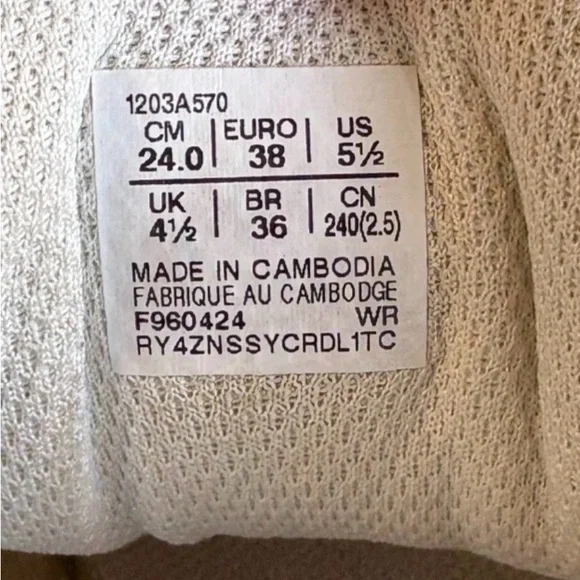 1203A570
CM | EURO | US
24.0 | 38 | 5½
UK | BR | CN
4½ | 36 | 240(2.5)
MADE IN CAMBODIA
FABRIQUE AU CAMBODGE
F960424 WR
RY4ZNSSYCRDL1TC